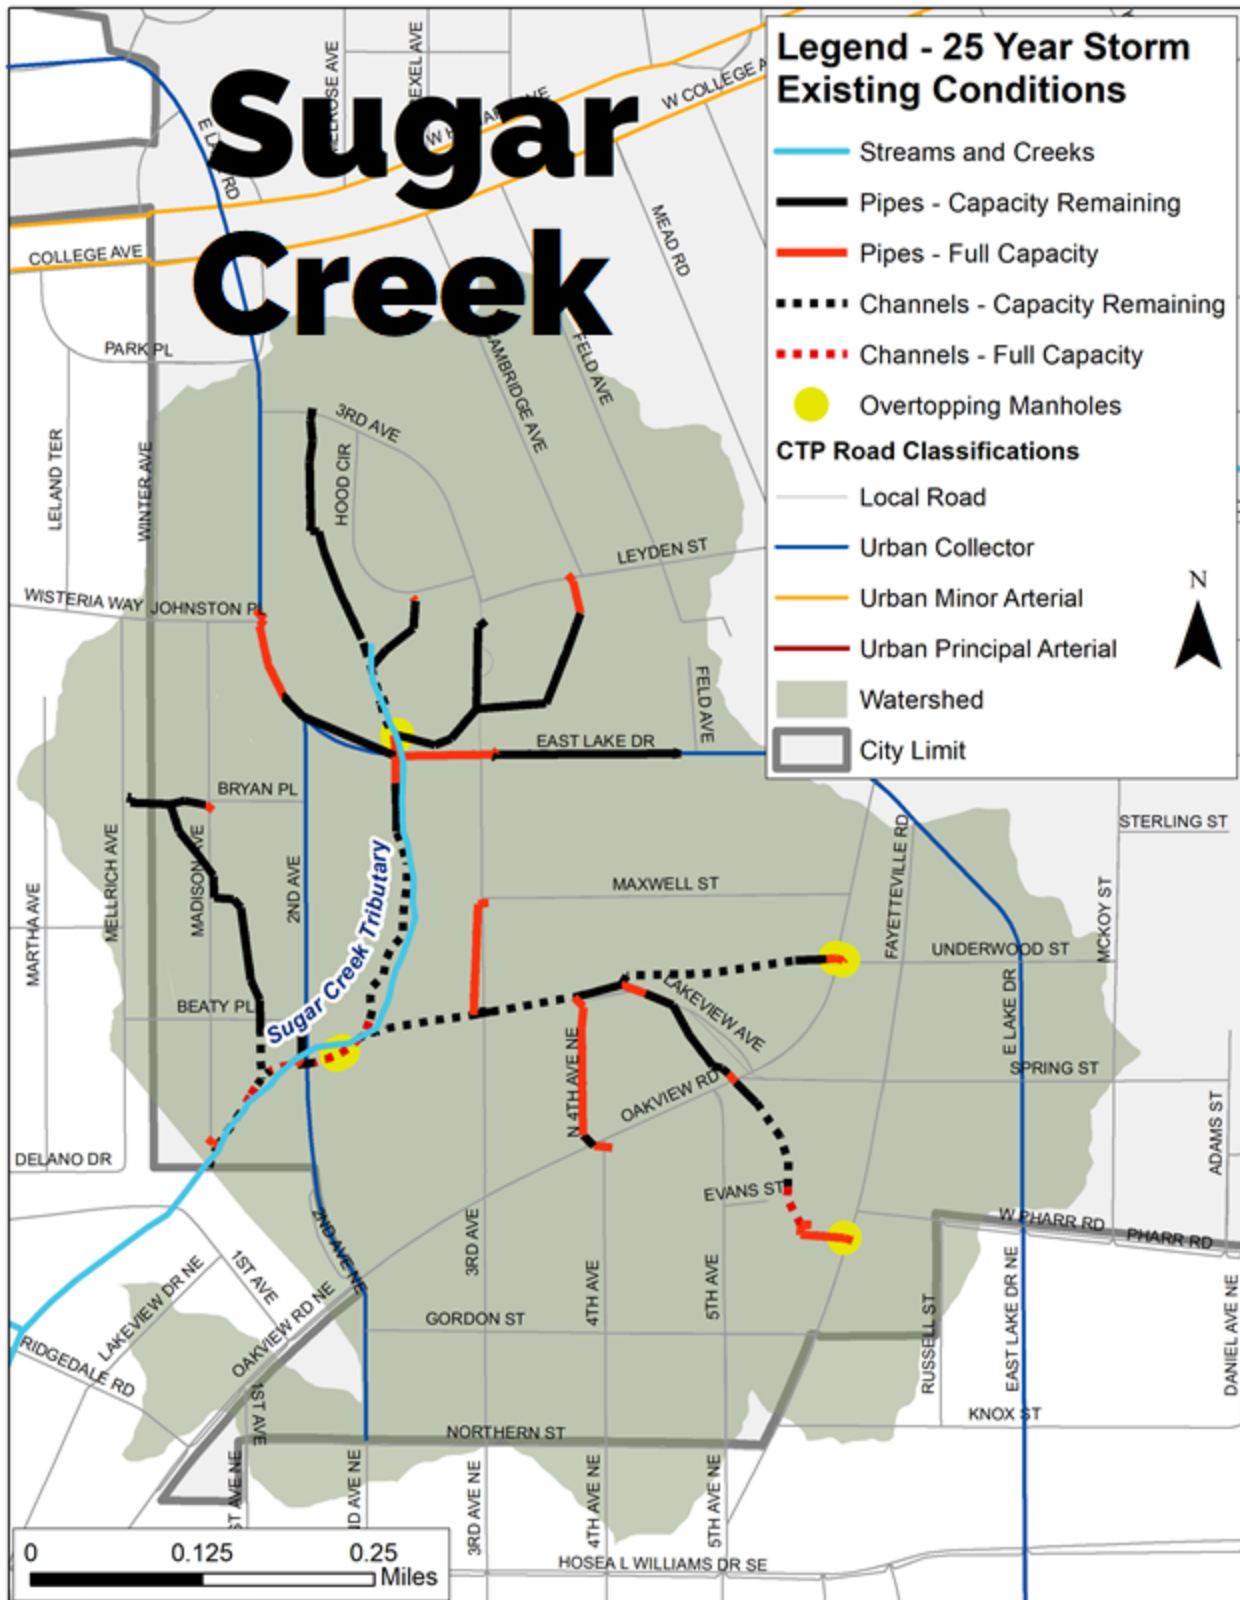 Sugar
Creek
Legend - 25 Year Storm
Existing Conditions
Streams and Creeks
Pipes - Capacity Remaining
Pipes - Full Capacity
Channels - Capacity Remaining
Channels - Full Capacity
Overtopping Manholes
CTP Road Classifications
Local Road
Urban Collector
Urban Minor Arterial
Urban Principal Arterial
Watershed
City Limit
N
W COLLEGE A
MEAD RD
COLLEGE AVE
PARK PL
AMBRIDGE AVE
FELD AVE
3RD AVE
HOOD CIR
LELAND TER
WINTER AVE
LEYDEN ST
WISTERIA WAY
JOHNSTON P
FELD AVE
EAST LAKE DR
BRYAN PL
STERLING ST
MELLRICH AVE
MADISON AVE
2ND AVE
Sugar Creek Tributary
MAXWELL ST
FAYETTEVILLE RD
MCKOY ST
MARTHA AVE
UNDERWOOD ST
BEATY PL
LAKEVIEW AVE
E LAKE DR
N 4TH AVE NE
OAKVIEW RD
SPRING ST
ADAMS ST
DELANO DR
EVANS ST
W PHARR RD
PHARR RD
2ND AVE NE
3RD AVE
4TH AVE
5TH AVE
1ST AVE
LAKEVIEW DR NE
OAKVIEW RD NE
GORDON ST
RUSSELL ST
EAST LAKE DR NE
DANIEL AVE NE
RIDGEDALE RD
1ST AVE
KNOX ST
NORTHERN ST
ST AVE NE
ND AVE NE
3RD AVE NE
4TH AVE NE
5TH AVE NE
HOSEA L WILLIAMS DR SE
0 0.125 0.25
Miles